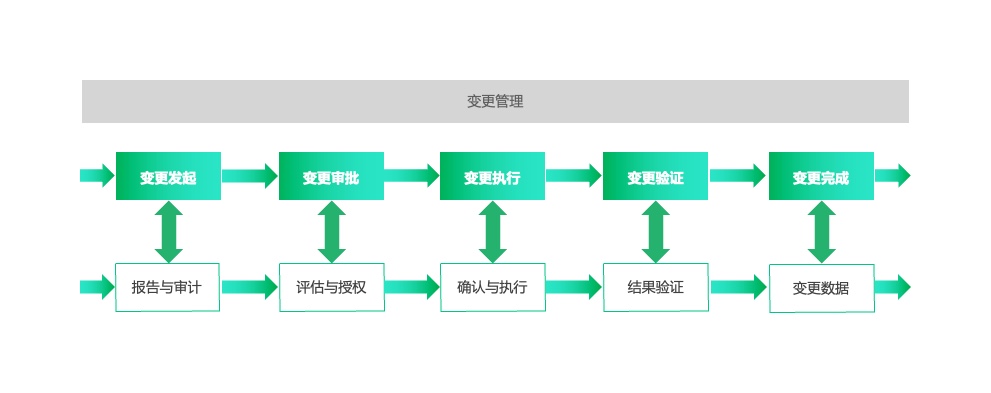 变更管理
变更发起
变更审批
变更执行
变更验证
变更完成
报告与审计
评估与授权
确认与执行
结果验证
变更数据